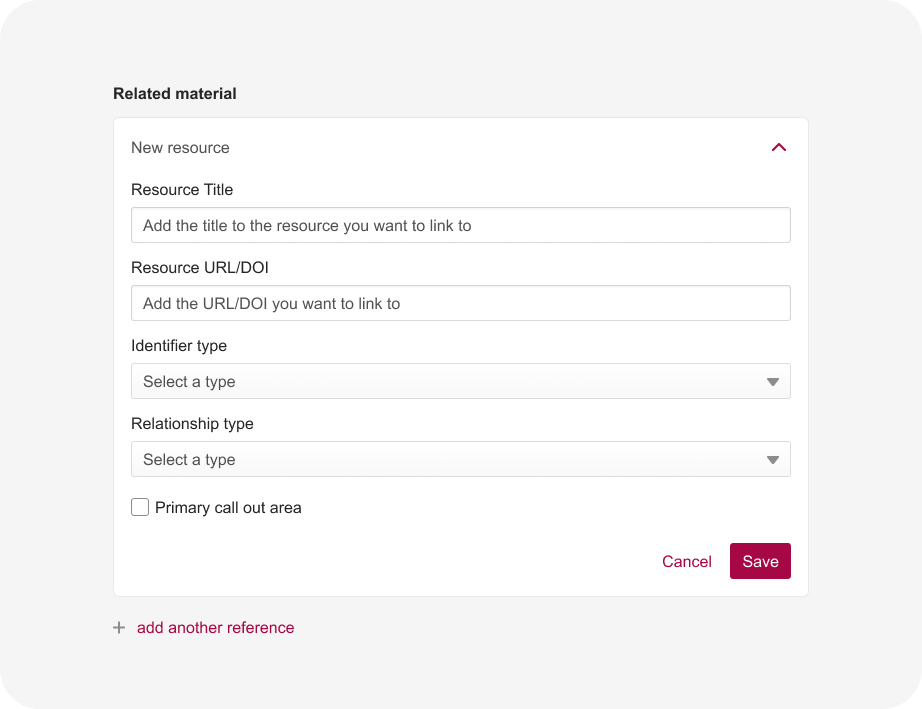 Related material
New resource
Resource Title
Add the title to the resource you want to link to
Resource URL/DOI
Add the URL/DOI you want to link to
Identifier type
Select a type
Relationship type
Select a type
Primary call out area
Cancel
Save
+ add another reference